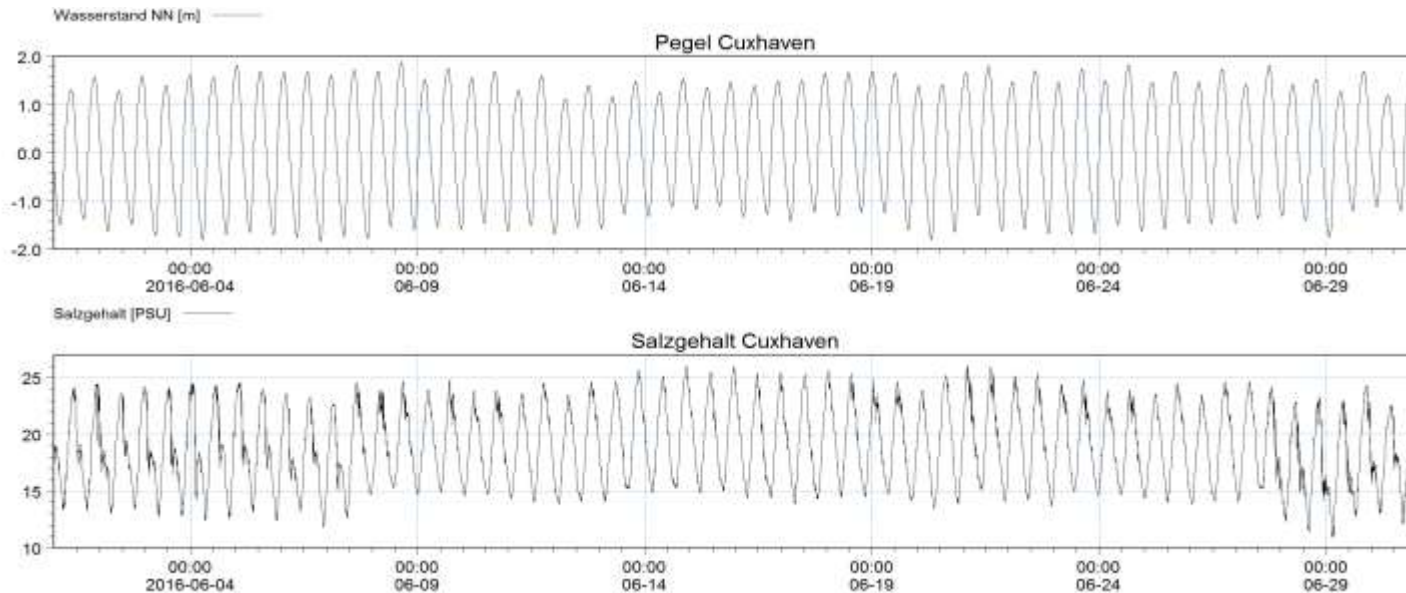 Wasserstand NN [m]
Pegel Cuxhaven
2.0
1.0
0.0
-1.0
-2.0
00:00 00:00 00:00 00:00 00:00 00:00
2016-06-04 06-09 06-14 06-19 06-24 06-29
Salzgehalt [PSU]
Salzgehalt Cuxhaven
25
20
15
10
00:00 00:00 00:00 00:00 00:00 00:00
2016-06-04 06-09 06-14 06-19 06-24 06-29